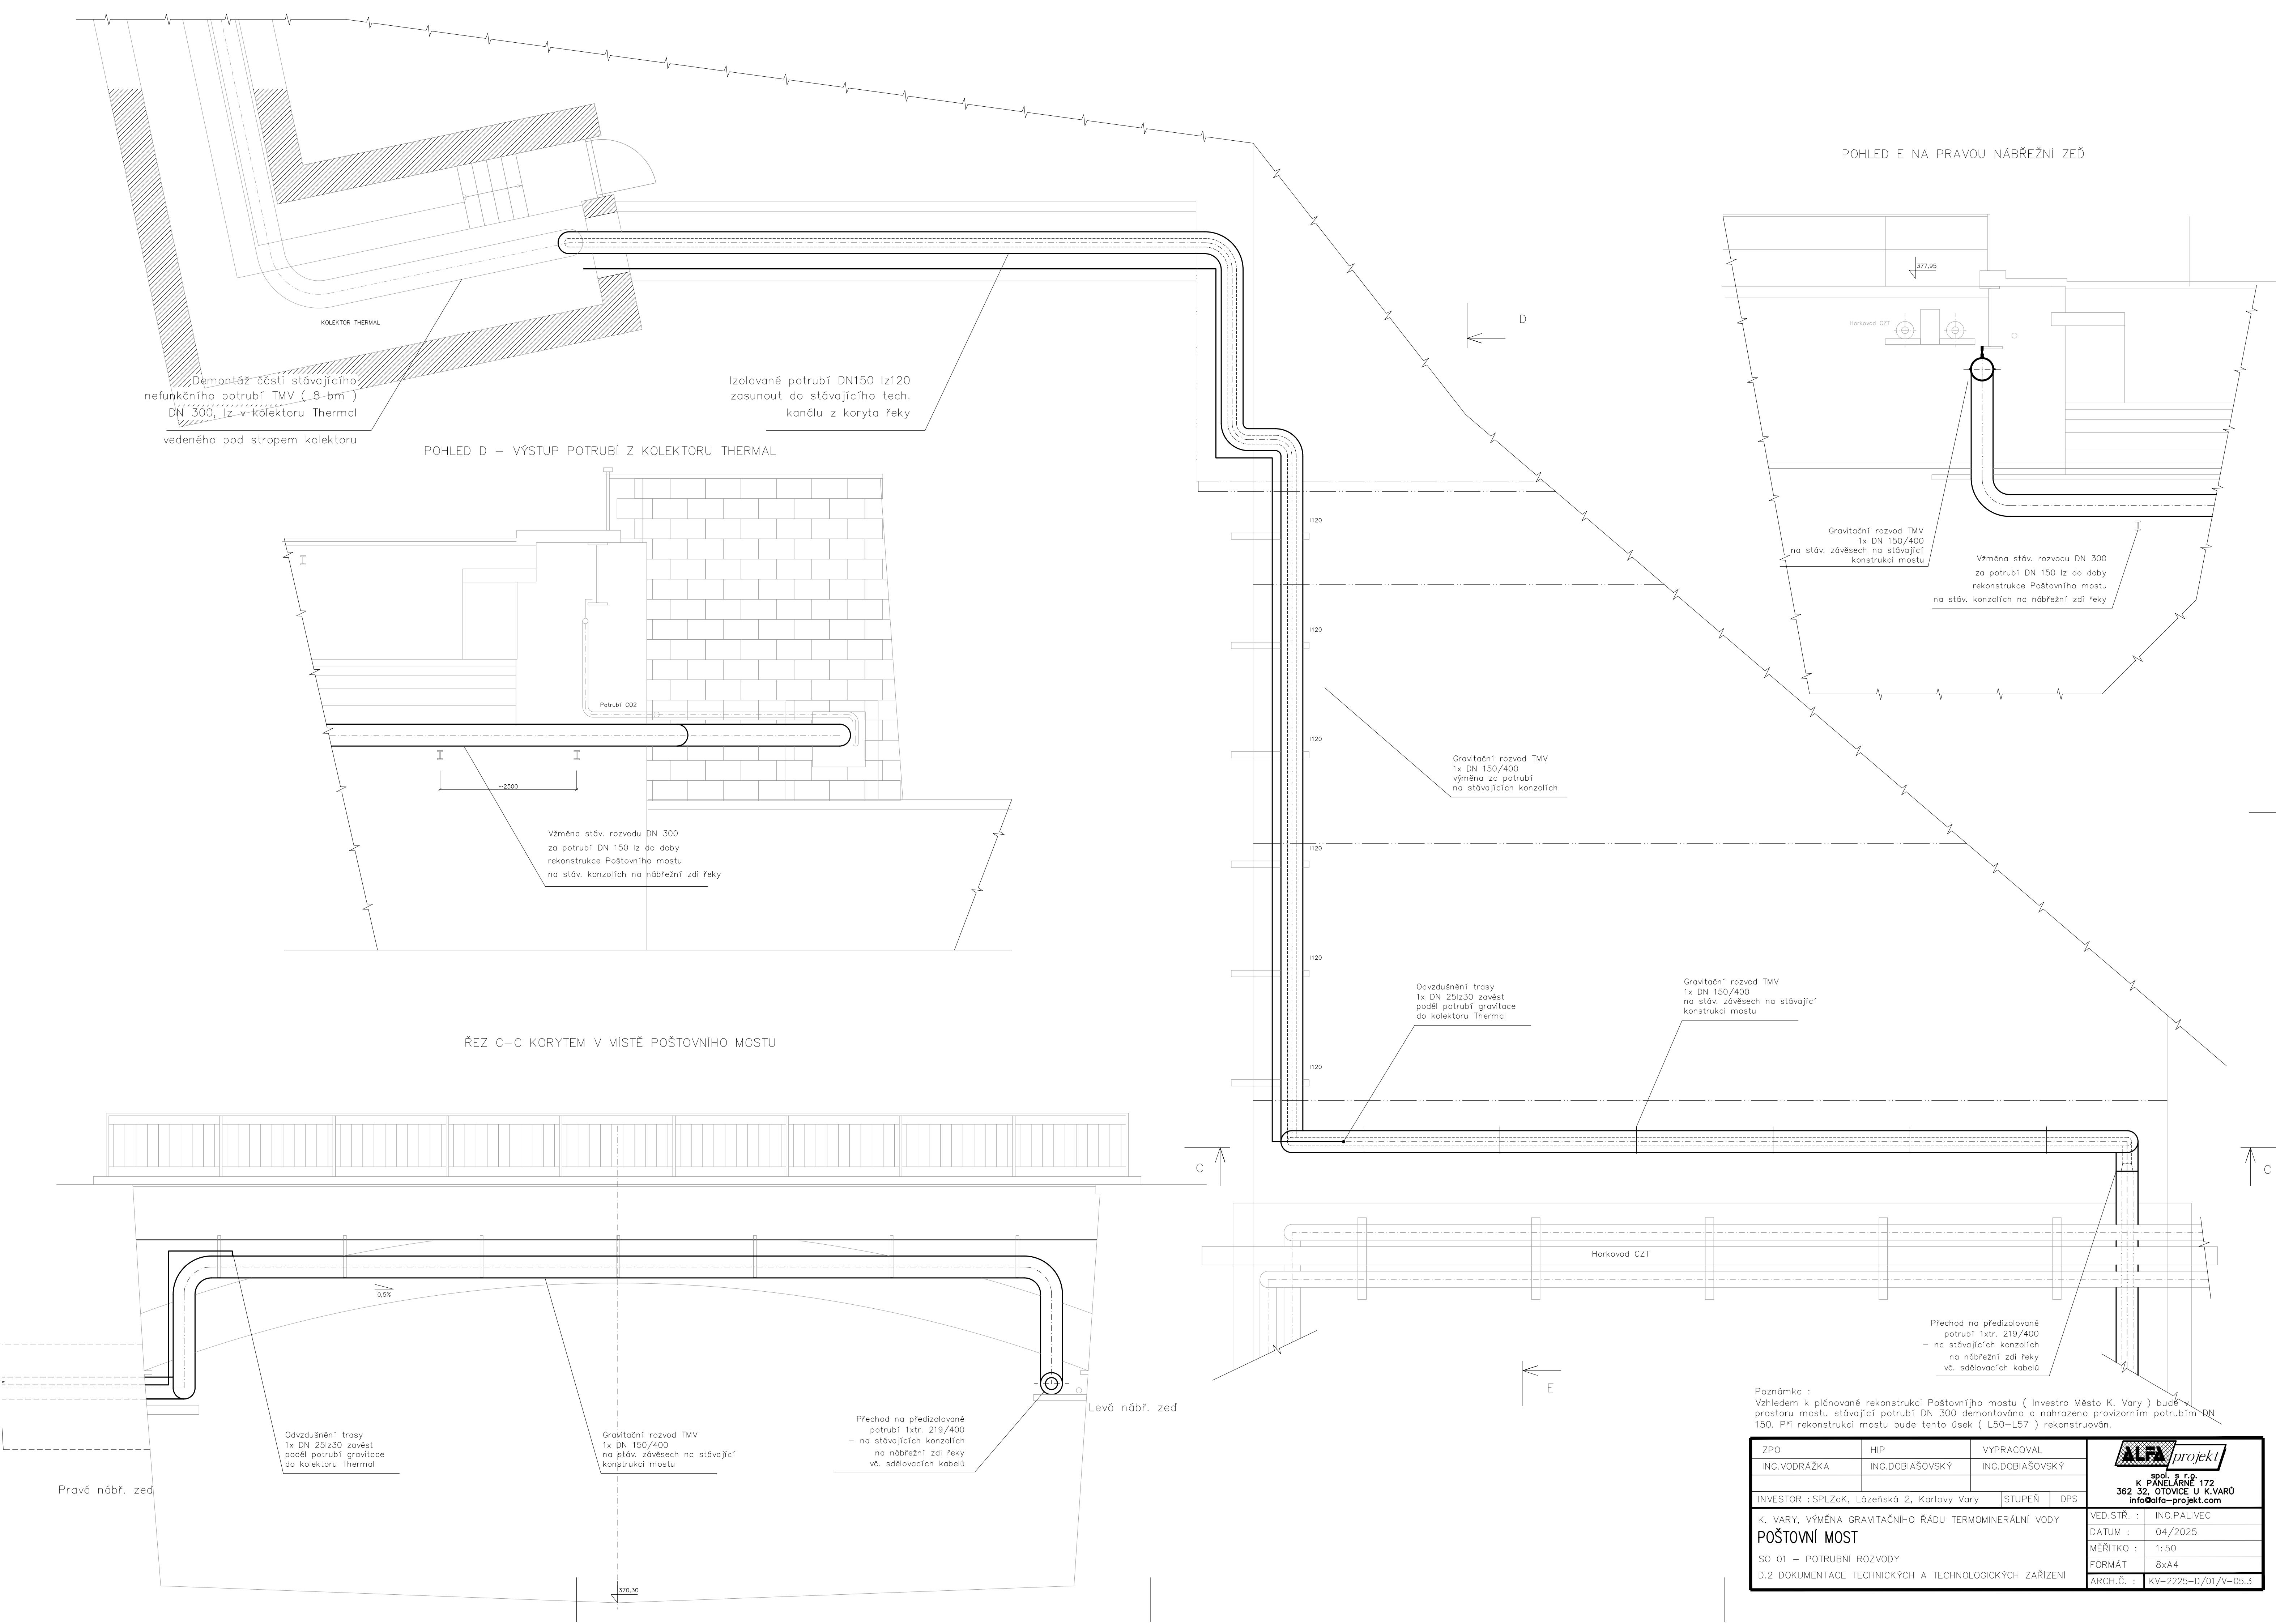 POHLED E NA PRAVOU NÁBŘEŽNÍ ZEĎ
377,95
Horkovod CZT
Gravitační rozvod TMV
1x DN 150/400
na stáv. závěsech na stávající
konstrukci mostu
Vžměna stáv. rozvodu DN 300
za potrubí DN 150 Iz do doby
rekonstrukce Poštovního mostu
na stáv. konzolích na nábřežní zdi řeky
KOLEKTOR THERMAL
Demontáž části stávajícího
nefunkčního potrubí TMV ( 8 bm )
DN 300, Iz v kolektoru Thermal
vedeného pod stropem kolektoru
Izolované potrubí DN150 Iz120
zasunout do stávajícího tech.
kanálu z koryta řeky
D
POHLED D – VÝSTUP POTRUBÍ Z KOLEKTORU THERMAL
Potrubí CO2
~2500
Vžměna stáv. rozvodu DN 300
za potrubí DN 150 Iz do doby
rekonstrukce Poštovního mostu
na stáv. konzolích na nábřežní zdi řeky
I120
I120
I120
I120
I120
I120
Gravitační rozvod TMV
1x DN 150/400
výměna za potrubí
na stávajících konzolích
Odvzdušnění trasy
1x DN 25Iz30 zavést
poděl potrubí gravitace
do kolektoru Thermal
Gravitační rozvod TMV
1x DN 150/400
na stáv. závěsech na stávající
konstrukci mostu
C
C
Horkovod CZT
Přechod na předizolované
potrubí 1xtr. 219/400
– na stávajících konzolích
na nábřežní zdi řeky
vč. sdělovacích kabelů
E
ŘEZ C–C KORYTEM V MÍSTĚ POŠTOVNÍHO MOSTU
0,5%
Odvzdušnění trasy
1x DN 25Iz30 zavést
poděl potrubí gravitace
do kolektoru Thermal
Gravitační rozvod TMV
1x DN 150/400
na stáv. závěsech na stávající
konstrukci mostu
Přechod na předizolované
potrubí 1xtr. 219/400
– na stávajících konzolích
na nábřežní zdi řeky
vč. sdělovacích kabelů
Levá nábř. zeď
Pravá nábř. zeď
370,30
Poznámka :
Vzhledem k plánované rekonstrukci Poštovníjho mostu ( Investro Město K. Vary ) bude v
prostoru mostu stávající potrubí DN 300 demontováno a nahrazeno provizorním potrubím DN
150. Při rekonstrukci mostu bude tento úsek ( L50–L57 ) rekonstruován.
ZPO HIP VYPRACOVAL
ING.VODRÁŽKA ING.DOBIAŠOVSKÝ ING.DOBIAŠOVSKÝ
INVESTOR : SPLZaK, Lázeňská 2, Karlovy Vary STUPEŇ DPS
ALFA projekt
spol. s r.o.
K PANELÁRNĚ 172
362 32, OTOVICE U K.VARŮ
info@alfa-projekt.com
K. VARY, VÝMĚNA GRAVITAČNÍHO ŘÁDU TERMOMINERÁLNÍ VODY
POŠTOVNÍ MOST
SO 01 – POTRUBNÍ ROZVODY
D.2 DOKUMENTACE TECHNICKÝCH A TECHNOLOGICKÝCH ZAŘÍZENÍ
VED.STŘ. : ING.PALIVEC
DATUM : 04/2025
MĚŘÍTKO : 1:50
FORMÁT 8xA4
ARCH.Č. : KV-2225-D/01/V-05.3